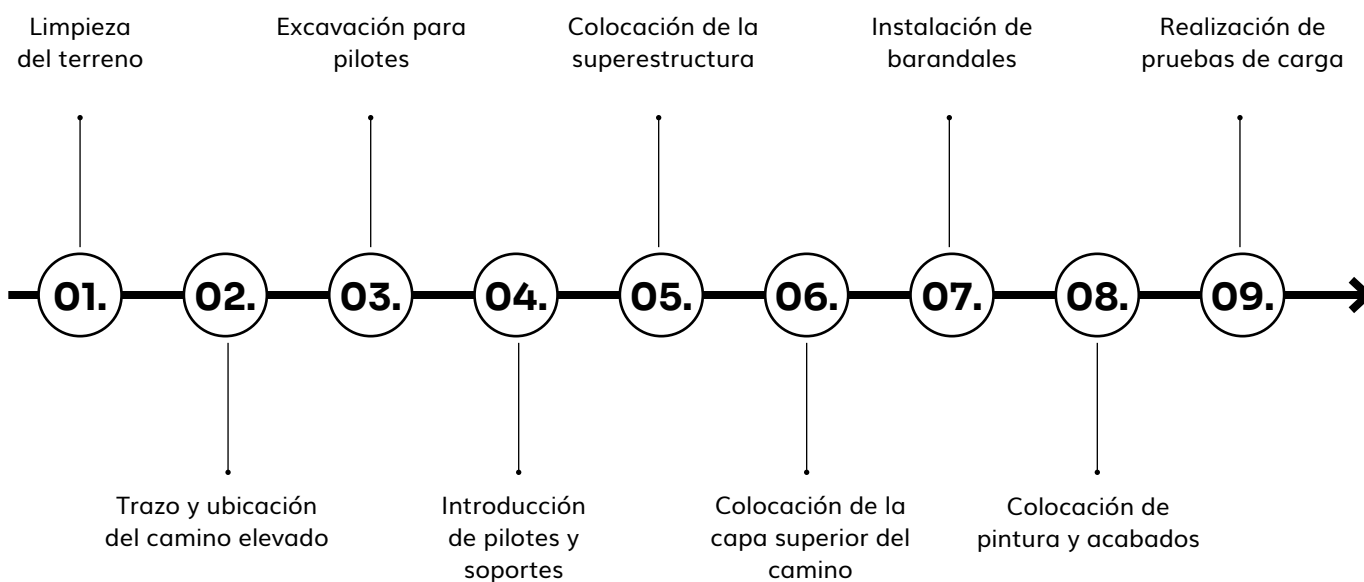 Limpieza
del terreno
Excavación para
pilotes
Colocación de la
superestructura
Instalación de
barandales
Realización de
pruebas de carga
01.
02.
03.
04.
05.
06.
07.
08.
09.
Trazo y ubicación
del camino elevado
Introducción
de pilotes y
soportes
Colocación de la
capa superior del
camino
Colocación de
pintura y acabados